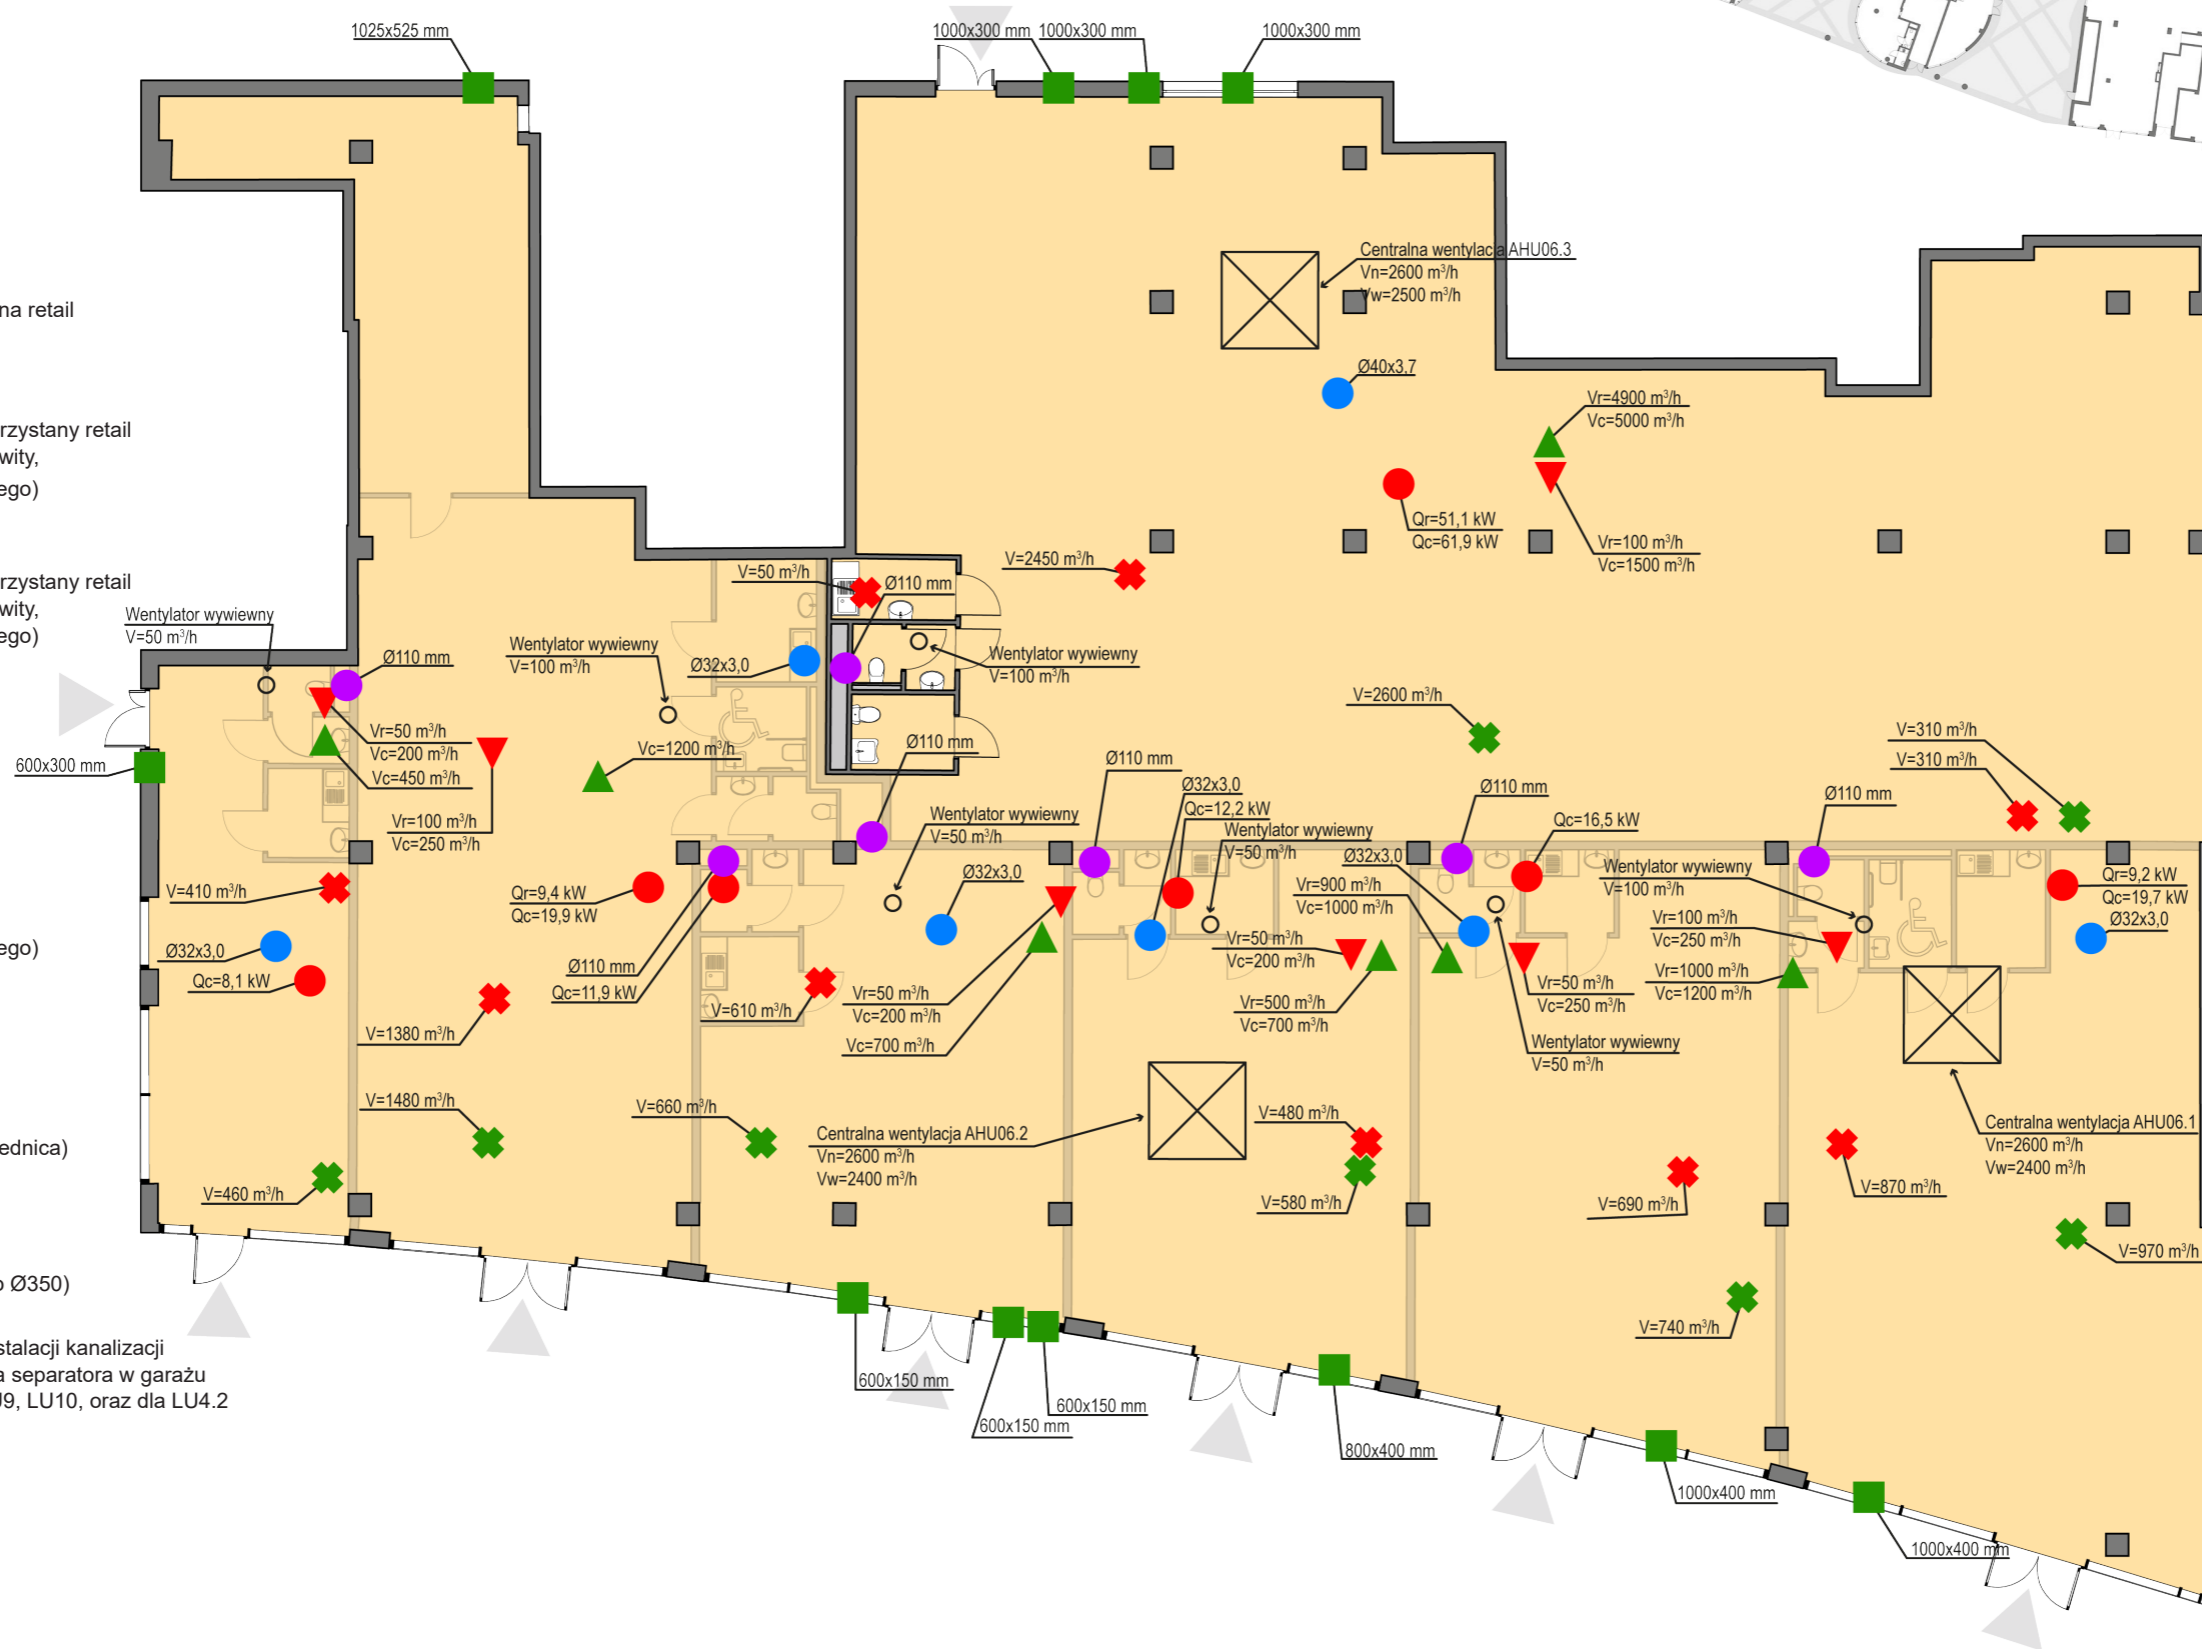 1025x525 mm
1000x300 mm
1000x300 mm
1000x300 mm
Centralna wentylacja AHU06.3
Vn=2600 m³/h
Vw=2500 m³/h
na retail
Ø40x3.7
Vr=4900 m³/h
Vc=5000 m³/h
rzystany retail
wity,
ego)
Qr=51,1 kW
Qc=61,9 kW
Vr=100 m³/h
Vc=1500 m³/h
V=2450 m³/h
V=50 m³/h
Ø110 mm
rzystany retail
wity,
ego)
Wentylator wywiewny
V=50 m³/h
Ø110 mm
Wentylator wywiewny
V=100 m³/h
Ø32x3,0
Wentylator wywiewny
V=100 m³/h
V=2600 m³/h
Vr=50 m³/h
Vc=200 m³/h
Vc=450 m³/h
Vc=1200 m³/h
Ø110 mm
600x300 mm
Ø110 mm
V=310 m³/h
V=310 m³/h
Vr=100 m³/h
Vc=250 m³/h
Wentylator wywiewny
V=50 m³/h
Ø32x3,0
Qc=12,2 kW
Wentylator wywiewny
V=50 m³/h
Ø110 mm
Qc=16,5 kW
Ø110 mm
Ø32x3,0
Wentylator wywiewny
V=100 m³/h
V=410 m³/h
Qr=9,4 kW
Qc=19,9 kW
Ø32x3,0
Vr=900 m³/h
Vc=1000 m³/h
Vr=100 m³/h
Vc=250 m³/h
Qr=9,2 kW
Qc=19,7 kW
Ø32x3,0
ego)
Ø32x3,0
Qc=8,1 kW
Ø110 mm
Qc=11,9 kW
Vr=50 m³/h
Vc=200 m³/h
Vr=50 m³/h
Vc=250 m³/h
Vr=1000 m³/h
Vc=1200 m³/h
V=610 m³/h
Vr=50 m³/h
Vc=200 m³/h
Vc=700 m³/h
Vr=500 m³/h
Vc=700 m³/h
V=1380 m³/h
Wentylator wywiewny
V=50 m³/h
V=1480 m³/h
V=660 m³/h
V=480 m³/h
Centralna wentylacja AHU06.2
Vn=2600 m³/h
Vw=2400 m³/h
Centralna wentylacja AHU06.1
Vn=2600 m³/h
Vw=2400 m³/h
ednica)
V=460 m³/h
V=580 m³/h
V=690 m³/h
V=870 m³/h
V=970 m³/h
o Ø350)
V=740 m³/h
stalacji kanalizacji
a separatora w garażu
J9, LU10, oraz dla LU4.2
600x150 mm
600x150 mm
600x150 mm
800x400 mm
1000x400 mm
1000x400 mm